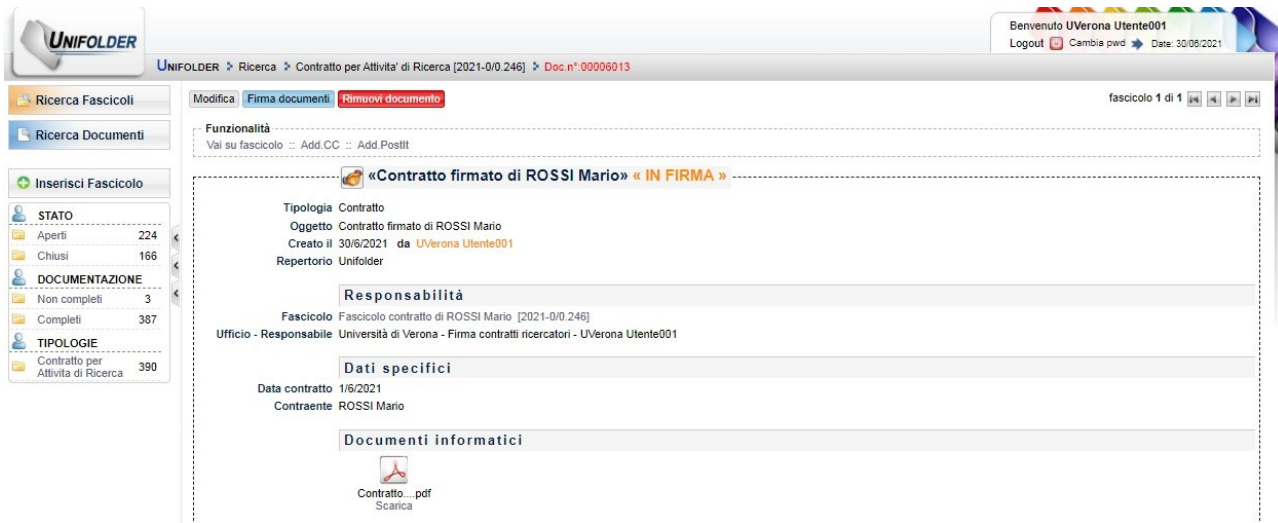 UNIFOLDER
Benvenuto UVerona Utente001
Logout Cambia pwd Date: 30/06/2021
UNIFOLDER Ricerca Contratto per Attivita' di Ricerca [2021-0/0.246] Doc.n°:00006013
Ricerca Fascicoli
Ricerca Documenti
Inserisci Fascicolo
STATO
Aperti 224
Chiusi 166
DOCUMENTAZIONE
Non completi 3
Completi 387
TIPOLOGIE
Contratto per
Attivita di Ricerca 390
Modifica Firma documenti Rimuovi documento
fascicolo 1 di 1
Funzionalità
Vai su fascicolo :: Add.CC :: Add.PostIt
«Contratto firmato di ROSSI Mario» « IN FIRMA »
Tipologia Contratto
Oggetto Contratto firmato di ROSSI Mario
Creato il 30/6/2021 da UVerona Utente001
Repertorio Unifolder
Responsabilità
Fascicolo Fascicolo contratto di ROSSI Mario [2021-0/0.246]
Ufficio - Responsabile Università di Verona - Firma contratti ricercatori - UVerona Utente001
Dati specifici
Data contratto 1/6/2021
Contraente ROSSI Mario
Documenti informatici
Contratto....pdf
Scarica